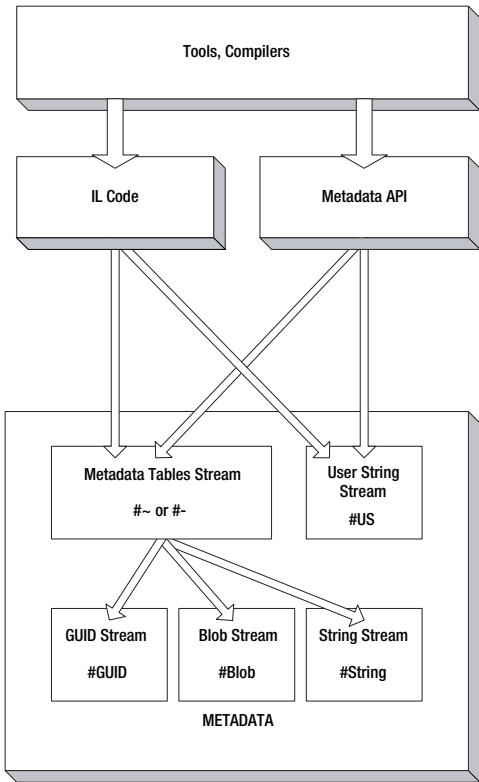 Tools, Compilers
IL Code
Metadata API
Metadata Tables Stream
#~ or #-
User String
Stream
#US
GUID Stream
#GUID
Blob Stream
#Blob
String Stream
#String
METADATA